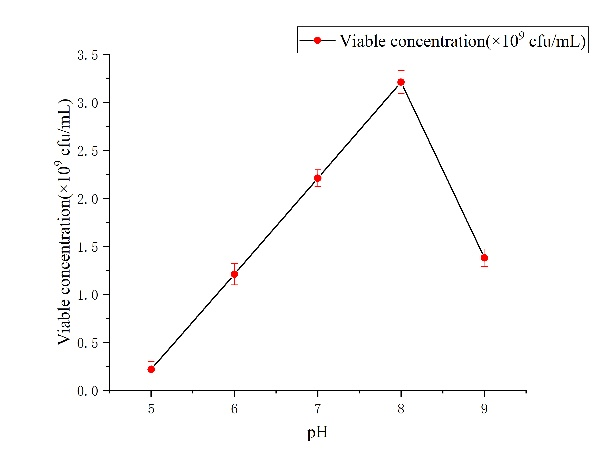 Viable concentration(×10⁹ cfu/mL)
3.5
3.0
2.5
2.0
1.5
1.0
0.5
0.0
Viable concentration(×10⁹ cfu/mL)
5 6 7 8 9
pH